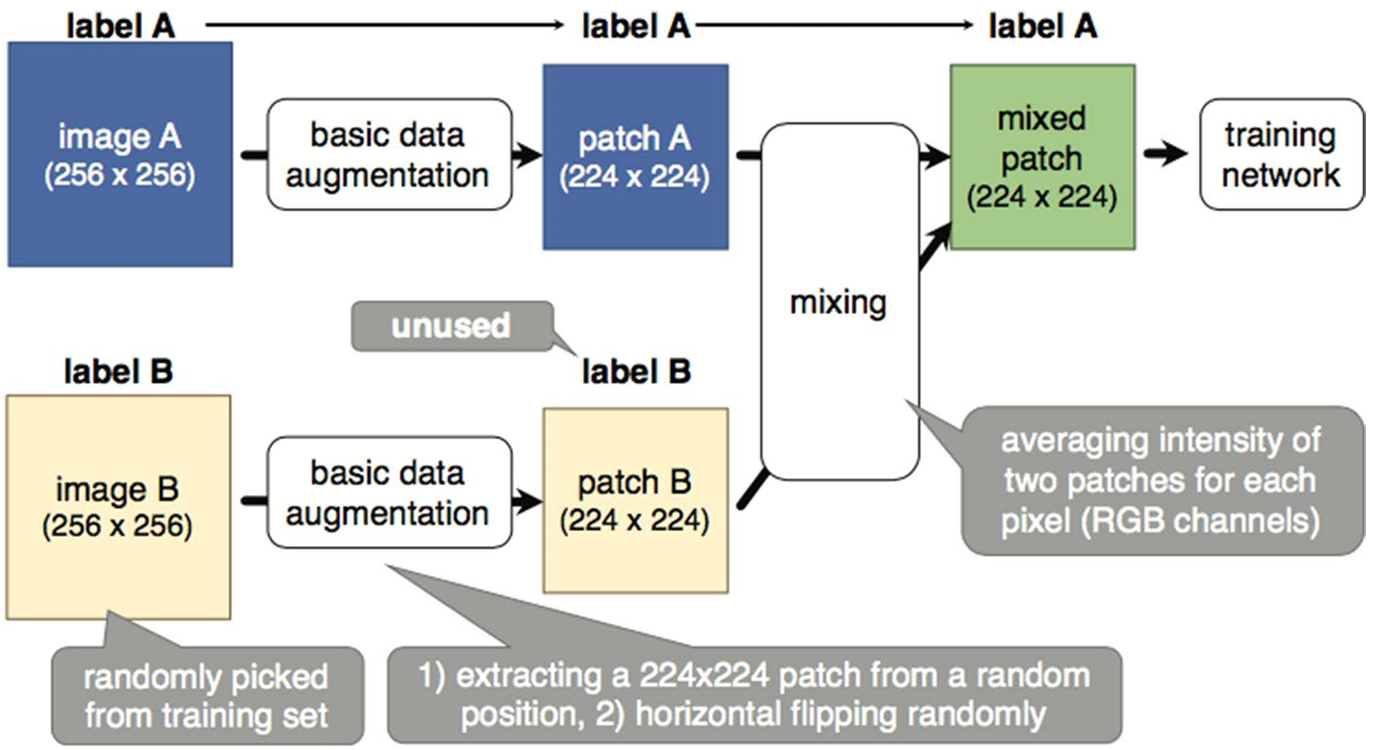 label A
label A
label A
image A
(256 x 256)
basic data
augmentation
patch A
(224 x 224)
mixed
patch
(224 x 224)
training
network
mixing
unused
label B
label B
image B
(256 x 256)
basic data
augmentation
patch B
(224 x 224)
averaging intensity of
two patches for each
pixel (RGB channels)
randomly picked
from training set
1) extracting a 224x224 patch from a random
position, 2) horizontal flipping randomly